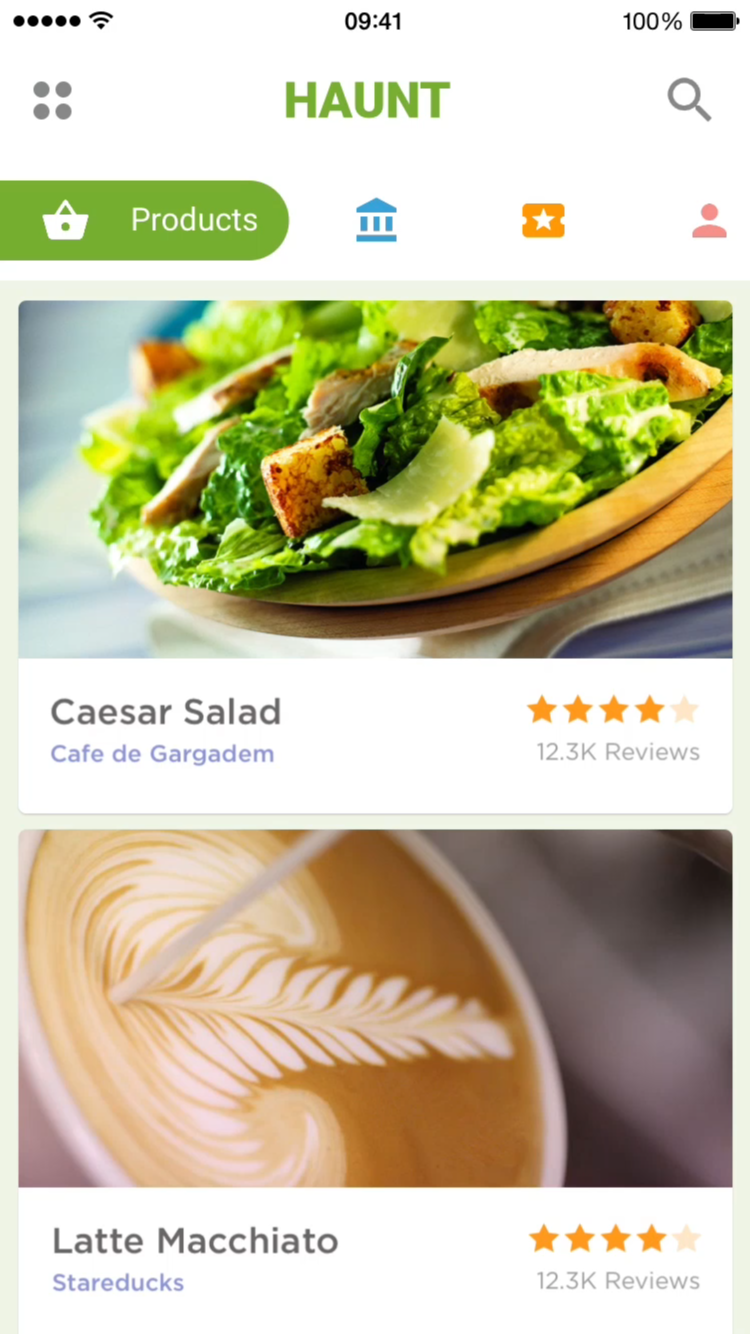 09:41
100%
HAUNT
Products
Caesar Salad
Cafe de Gargadem
12.3K Reviews
Latte Macchiato
Stareducks
12.3K Reviews